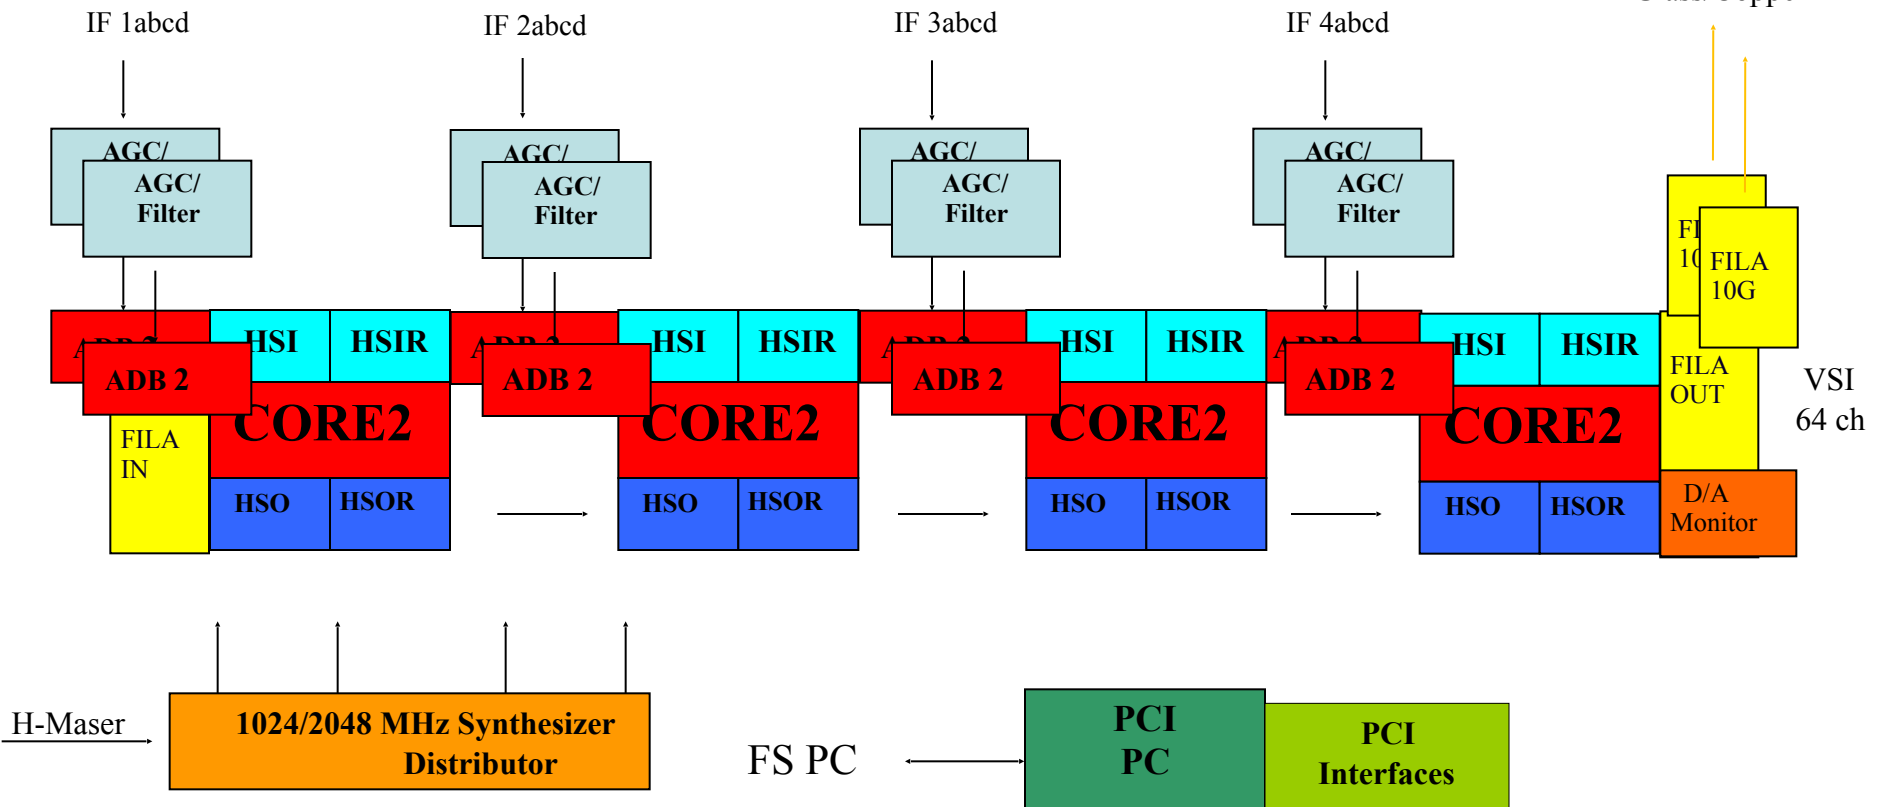 IF 1abcd
IF 2abcd
IF 3abcd
IF 4abcd
AGC/
AGC/
Filter
AGC/
AGC/
Filter
AGC/
AGC/
Filter
AGC/
AGC/
Filter
FILA
10G
ADB 2
HSI
HSIR
ADB 2
HSI
HSIR
ADB 2
HSI
HSIR
ADB 2
HSI
HSIR
FILA
OUT
VSI
64 ch
FILA
IN
CORE2
CORE2
CORE2
CORE2
HSO
HSOR
HSO
HSOR
HSO
HSOR
HSO
HSOR
D/A
Monitor
H-Maser
1024/2048 MHz Synthesizer
Distributor
FS PC
PCI
PC
PCI
Interfaces